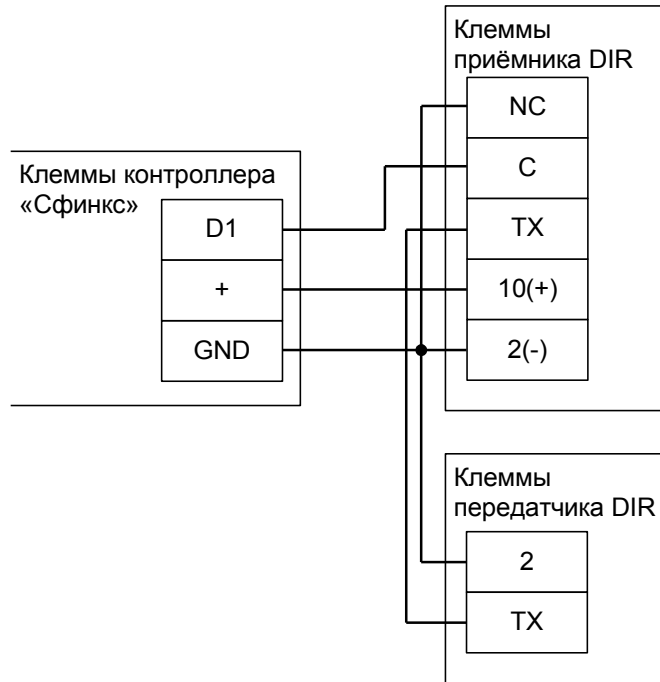 Клеммы
приёмника DIR
NC
C
TX
10(+)
2(-)
Клеммы контроллера
«Сфинкс»
D1
+
GND
Клеммы
передатчика DIR
2
TX